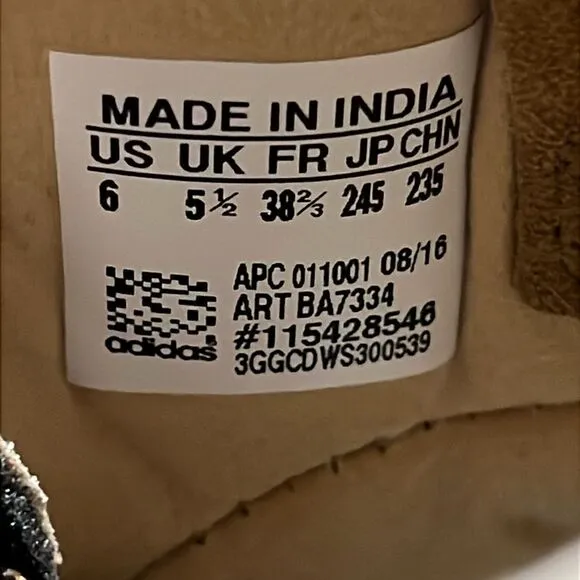 MADE IN INDIA
US UK FR JP CHN
6 5½ 38⅔ 245 235
APC 011001 08/16
ART BA7334
#115428546
3GGCDWS300539
adidas